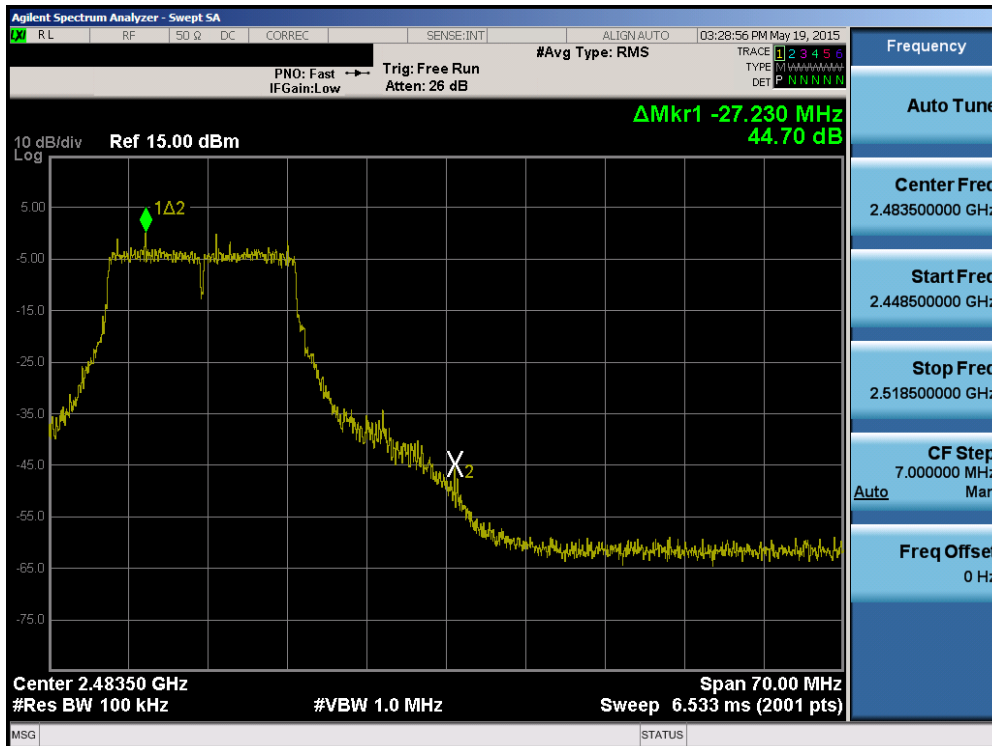 Agilent Spectrum Analyzer - Swept SA
LXI RL RF 50 Ω DC CORREC SENSE:INT ALIGN AUTO 03:28:56 PM May 19, 2015
#Avg Type: RMS TRACE 1 2 3 4 5 6
PNO: Fast Trig: Free Run TYPE M WWWWW
IFGain:Low Atten: 26 dB DET P N N N N N
ΔMkr1 -27.230 MHz
44.70 dB
10 dB/div Ref 15.00 dBm
Log
5.00
1Δ2
-5.00
-15.0
-25.0
-35.0
-45.0
2
-55.0
-65.0
-75.0
Center 2.48350 GHz Span 70.00 MHz
#Res BW 100 kHz #VBW 1.0 MHz Sweep 6.533 ms (2001 pts)
MSG STATUS
Frequency
Auto Tune
Center Freq
2.483500000 GHz
Start Freq
2.448500000 GHz
Stop Freq
2.518500000 GHz
CF Step
7.000000 MHz
Auto Man
Freq Offset
0 Hz